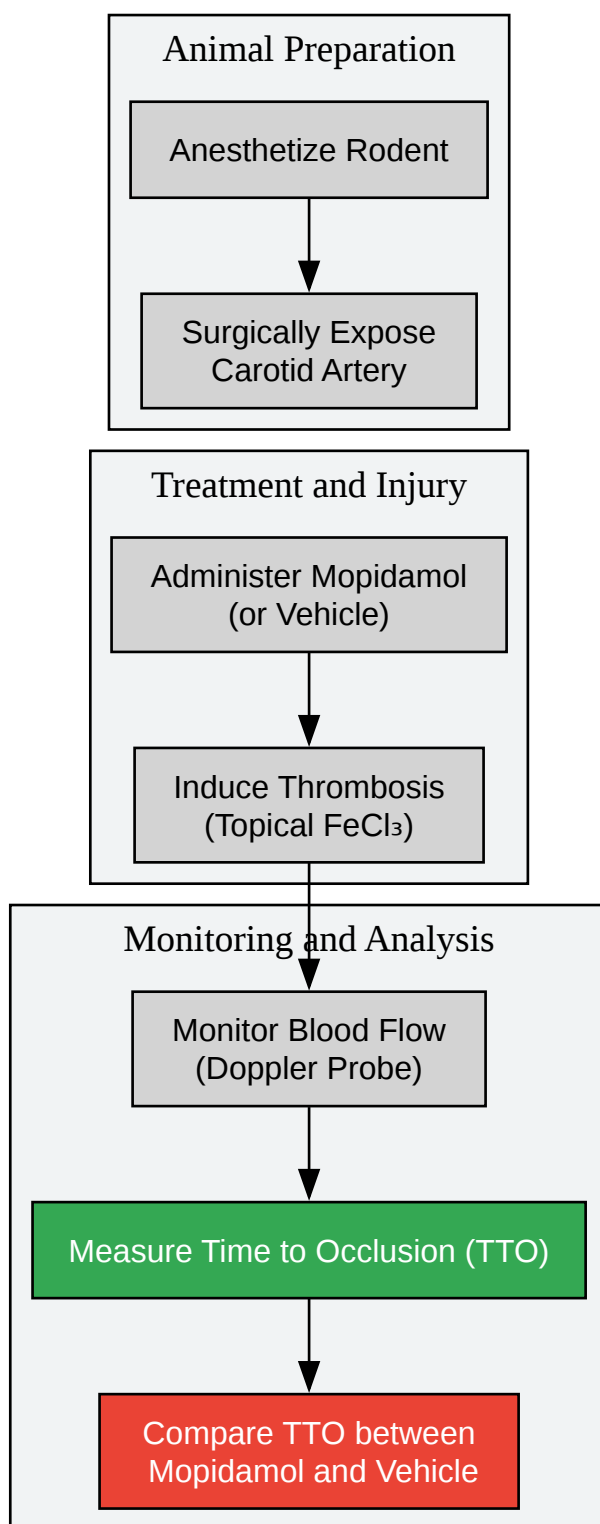 Animal Preparation
Anesthetize Rodent
Surgically Expose
Carotid Artery
Treatment and Injury
Administer Mopidamol
(or Vehicle)
Induce Thrombosis
(Topical FeCl₃)
Monitoring and Analysis
Monitor Blood Flow
(Doppler Probe)
Measure Time to Occlusion (TTO)
Compare TTO between
Mopidamol and Vehicle